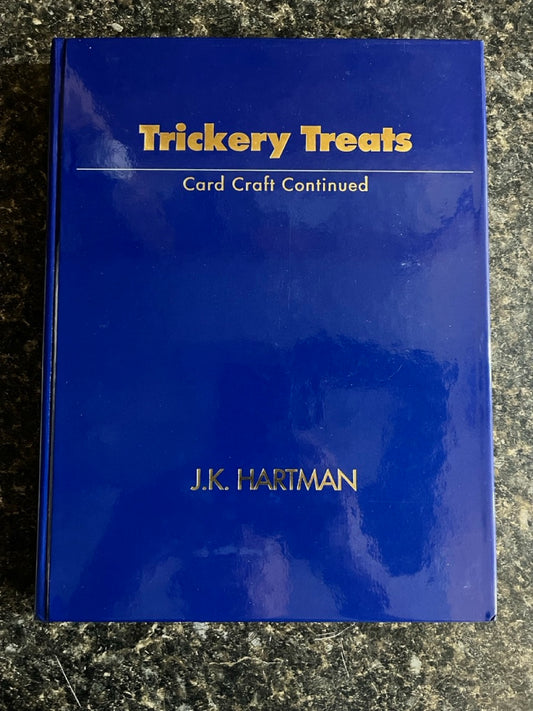 Trickery Treats
Card Craft Continued
J.K. HARTMAN